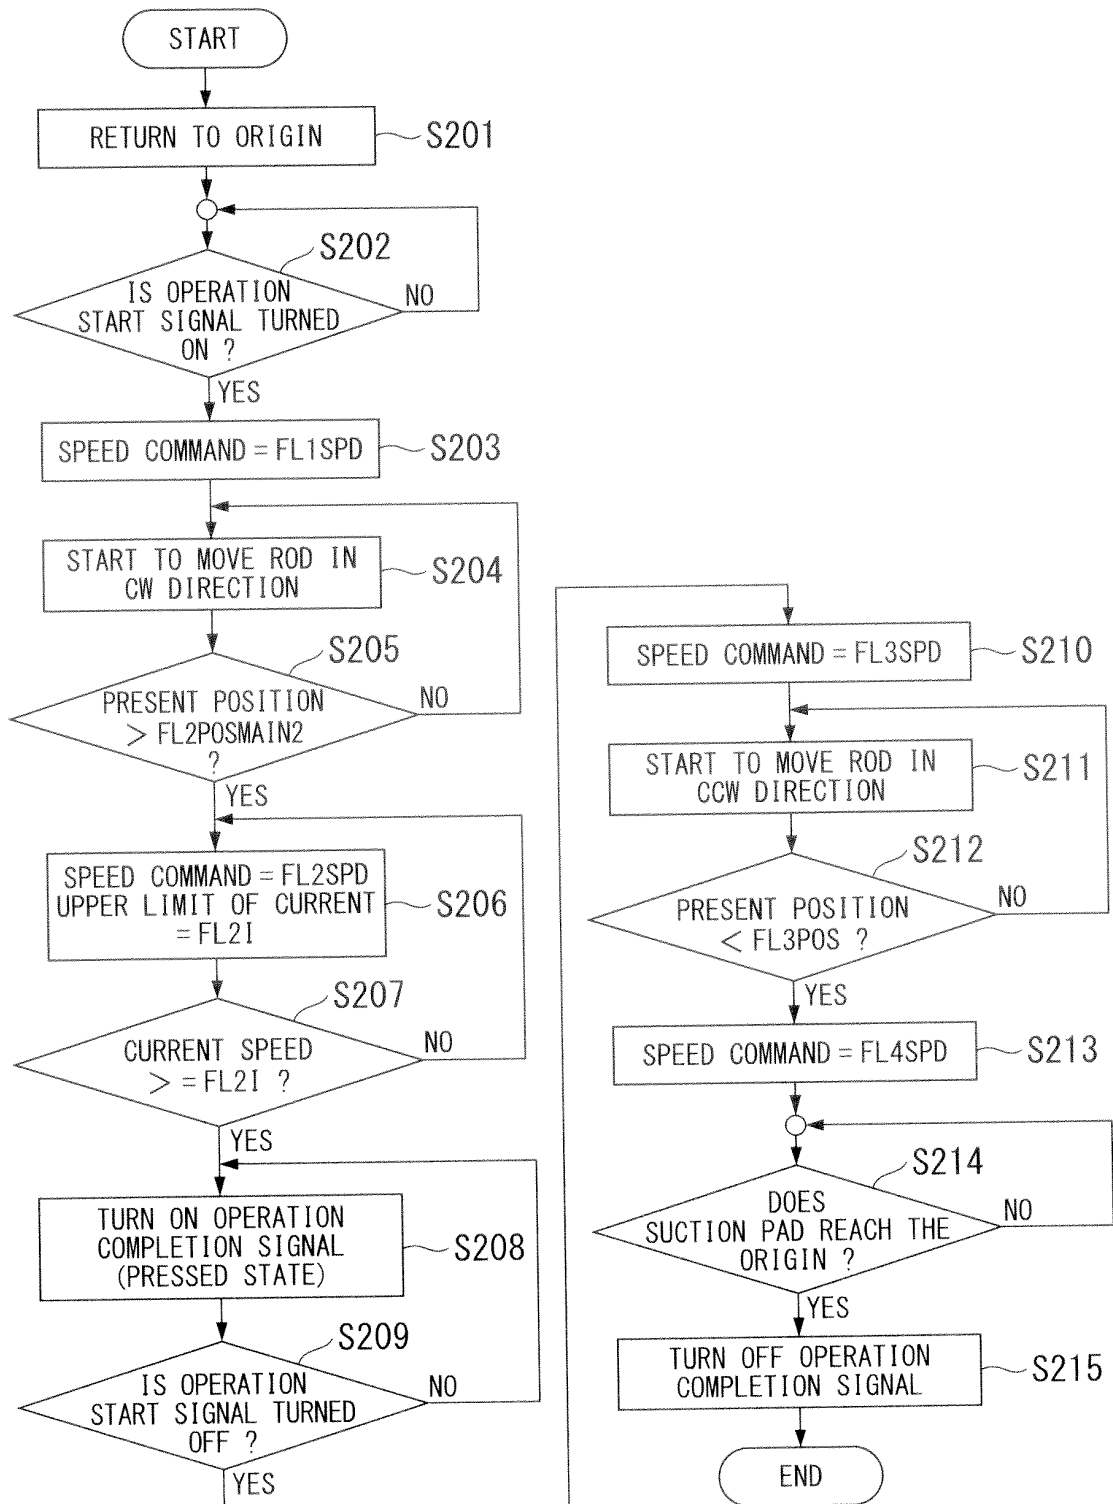 START
RETURN TO ORIGIN
S201
S202
IS OPERATION
START SIGNAL TURNED
ON ?
NO
YES
SPEED COMMAND = FL1SPD
S203
START TO MOVE ROD IN
CW DIRECTION
S204
S205
PRESENT POSITION
> FL2POSMAIN2
?
NO
YES
SPEED COMMAND = FL2SPD
UPPER LIMIT OF CURRENT
= FL2I
S206
S207
CURRENT SPEED
> = FL2I ?
NO
YES
TURN ON OPERATION
COMPLETION SIGNAL
(PRESSED STATE)
S208
S209
IS OPERATION
START SIGNAL TURNED
OFF ?
NO
YES
SPEED COMMAND = FL3SPD
S210
START TO MOVE ROD IN
CCW DIRECTION
S211
S212
PRESENT POSITION
< FL3POS ?
NO
YES
SPEED COMMAND = FL4SPD
S213
S214
DOES
SUCTION PAD REACH THE
ORIGIN ?
NO
YES
TURN OFF OPERATION
COMPLETION SIGNAL
S215
END